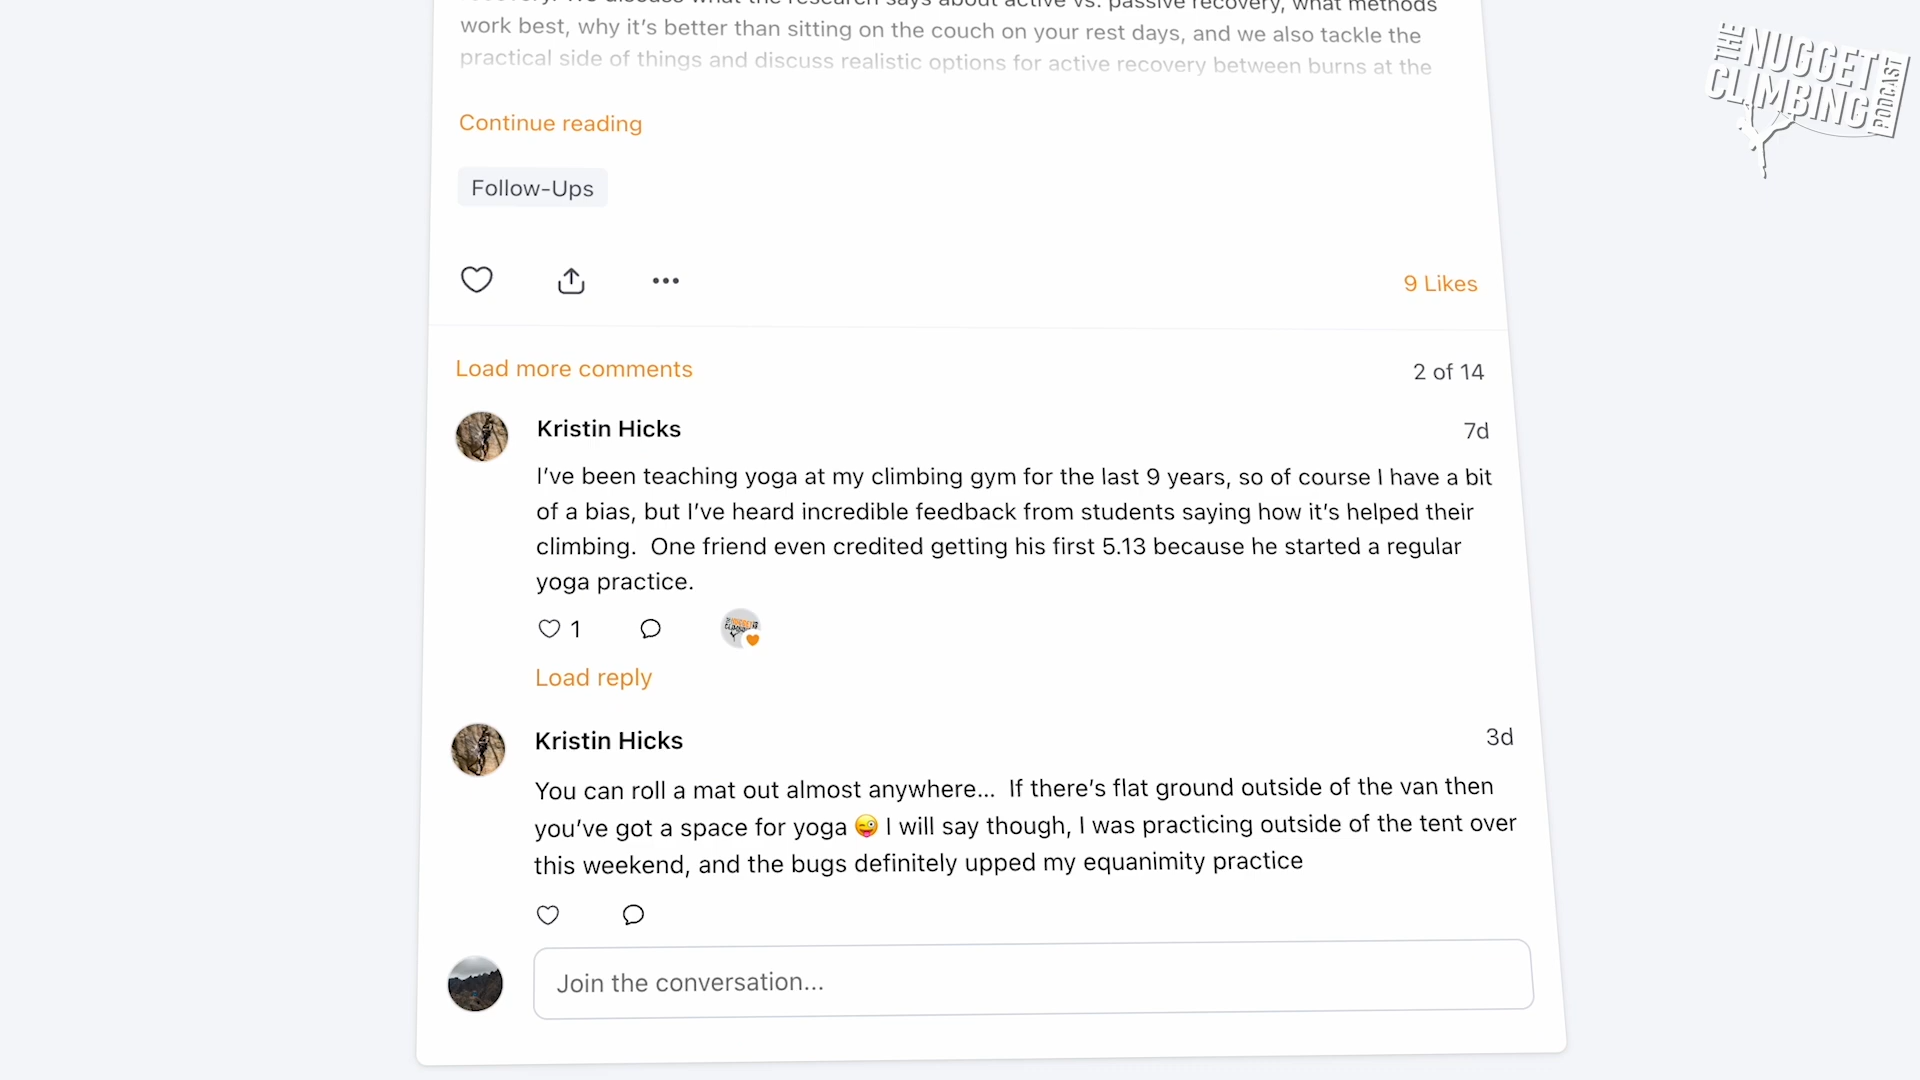 work best, why it's better than sitting on the couch on your rest days, and we also tackle the
practical side of things and discuss realistic options for active recovery between burns at the
Continue reading
Follow-Ups
9 Likes
Load more comments
2 of 14
Kristin Hicks
7d
I've been teaching yoga at my climbing gym for the last 9 years, so of course I have a bit
of a bias, but I've heard incredible feedback from students saying how it's helped their
climbing.  One friend even credited getting his first 5.13 because he started a regular
yoga practice.
1
Load reply
Kristin Hicks
3d
You can roll a mat out almost anywhere...  If there's flat ground outside of the van then
you've got a space for yoga 😜 I will say though, I was practicing outside of the tent over
this weekend, and the bugs definitely upped my equanimity practice
Join the conversation...
THE NUGGET
CLIMBING
PODCAST